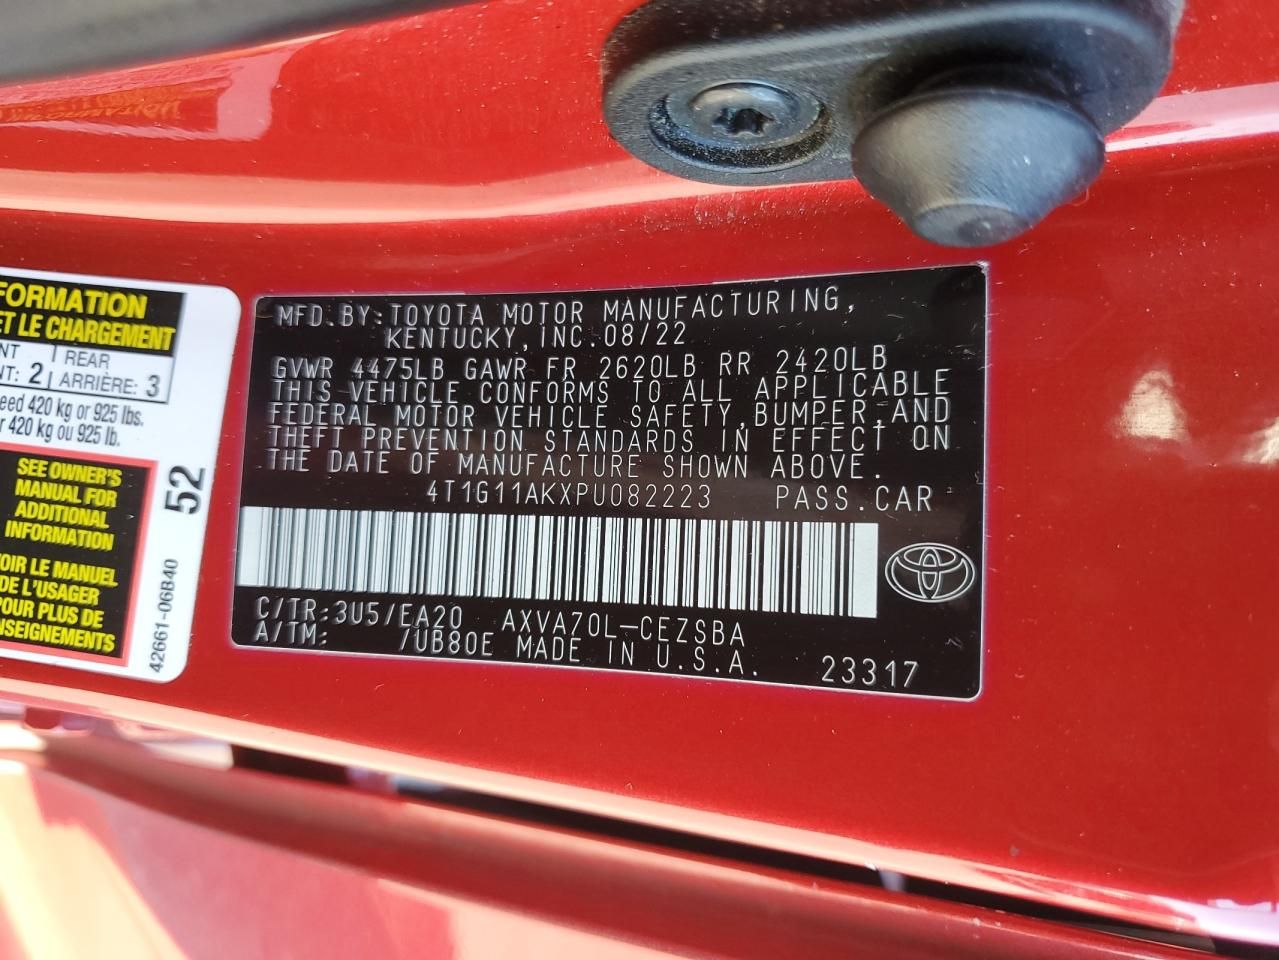 FORMATION
ET LE CHARGEMENT
NT
NT: 2
REAR
ARRIÈRE: 3
eed 420 kg or 925 lbs.
r 420 kg ou 925 lb.
SEE OWNER'S
MANUAL FOR
ADDITIONAL
INFORMATION
OIR LE MANUEL
DE L'USAGER
POUR PLUS DE
NSEIGNEMENTS
52
42661-06B40
MFD.BY:TOYOTA MOTOR MANUFACTURING,
KENTUCKY,INC.08/22
GVWR 4475LB GAWR FR 2620LB RR 2420LB
THIS VEHICLE CONFORMS TO ALL APPLICABLE
FEDERAL MOTOR VEHICLE SAFETY,BUMPER,AND
THEFT PREVENTION STANDARDS IN EFFECT ON
THE DATE OF MANUFACTURE SHOWN ABOVE.
4T1G11AKXPU082223 PASS.CAR
C/TR:3U5/EA20 AXVA70L-CEZSBA
A/TM: /UB80E MADE IN U.S.A. 23317